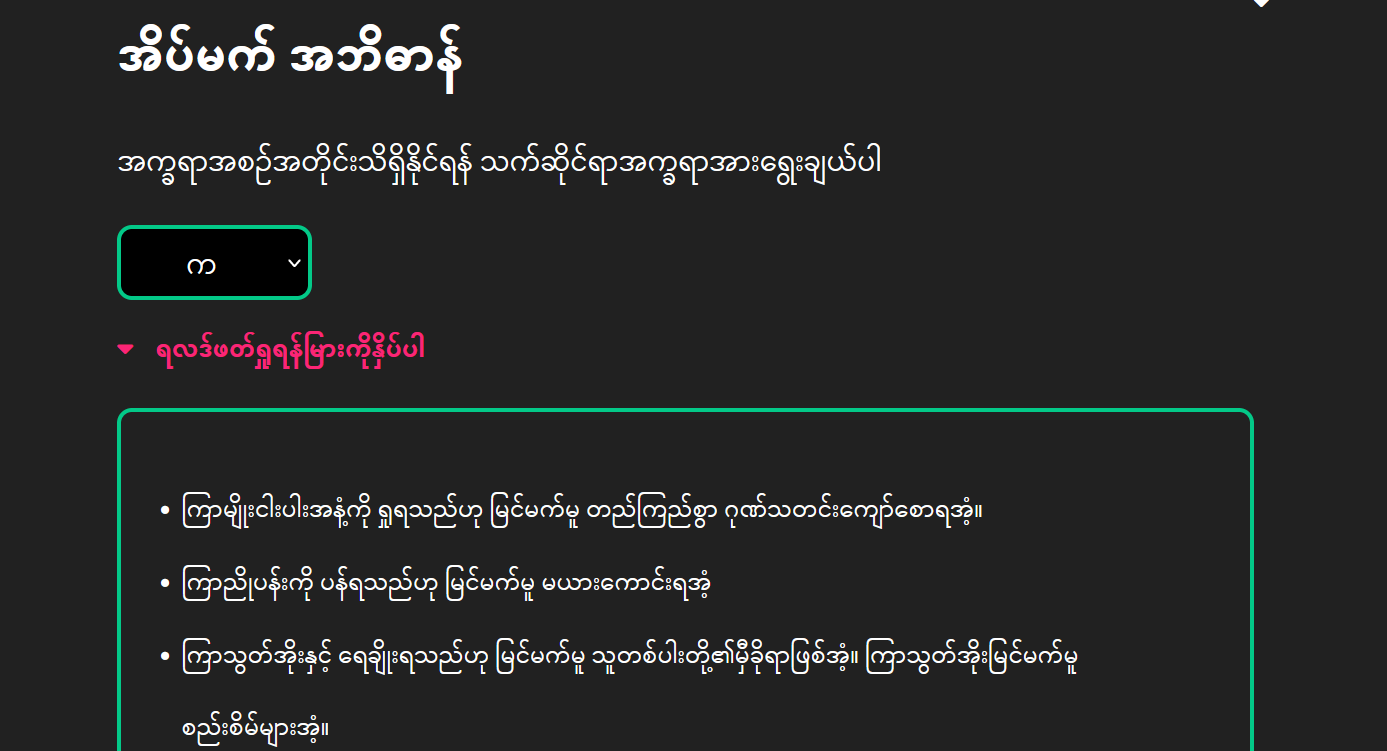 အိပ်မက် အဘိဓာန်
အက္ခရာအစဉ်အတိုင်းသိရှိနိုင်ရန် သက်ဆိုင်ရာအက္ခရာအားရွေးချယ်ပါ
က
ရလဒ်ဖတ်ရှုရန်မြားကိုနှိပ်ပါ
ကြာမျိုးငါးပါးအနံ့ကို ရှုရသည်ဟု မြင်မက်မူ တည်ကြည်စွာ ဂုဏ်သတင်းကျော်စောရအံ့။
ကြာညိုပန်းကို ပန်ရသည်ဟု မြင်မက်မူ မယားကောင်းရအံ့
ကြာသွတ်အိုးနှင့် ရေချိုးရသည်ဟု မြင်မက်မူ သူတစ်ပါးတို့၏မှီခိုရာဖြစ်အံ့။ ကြာသွတ်အိုးမြင်မက်မူ
စည်းစိမ်များအံ့။